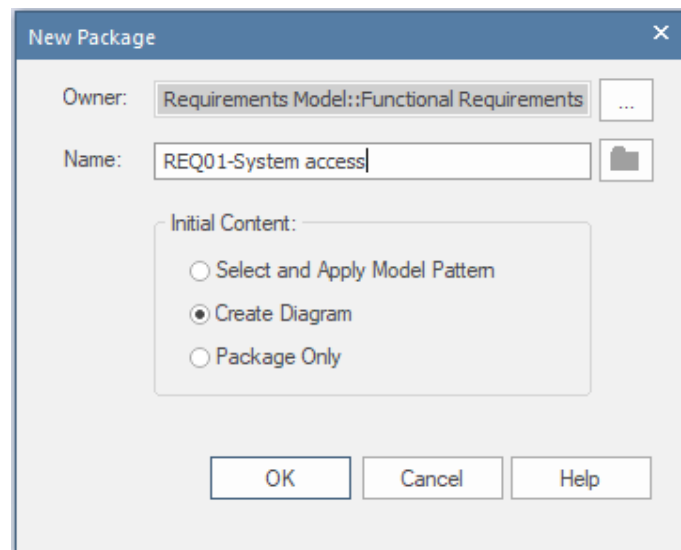 New Package
Owner: Requirements Model::Functional Requirements ...
Name: REQ01-System access
Initial Content:
Select and Apply Model Pattern
Create Diagram
Package Only
OK Cancel Help